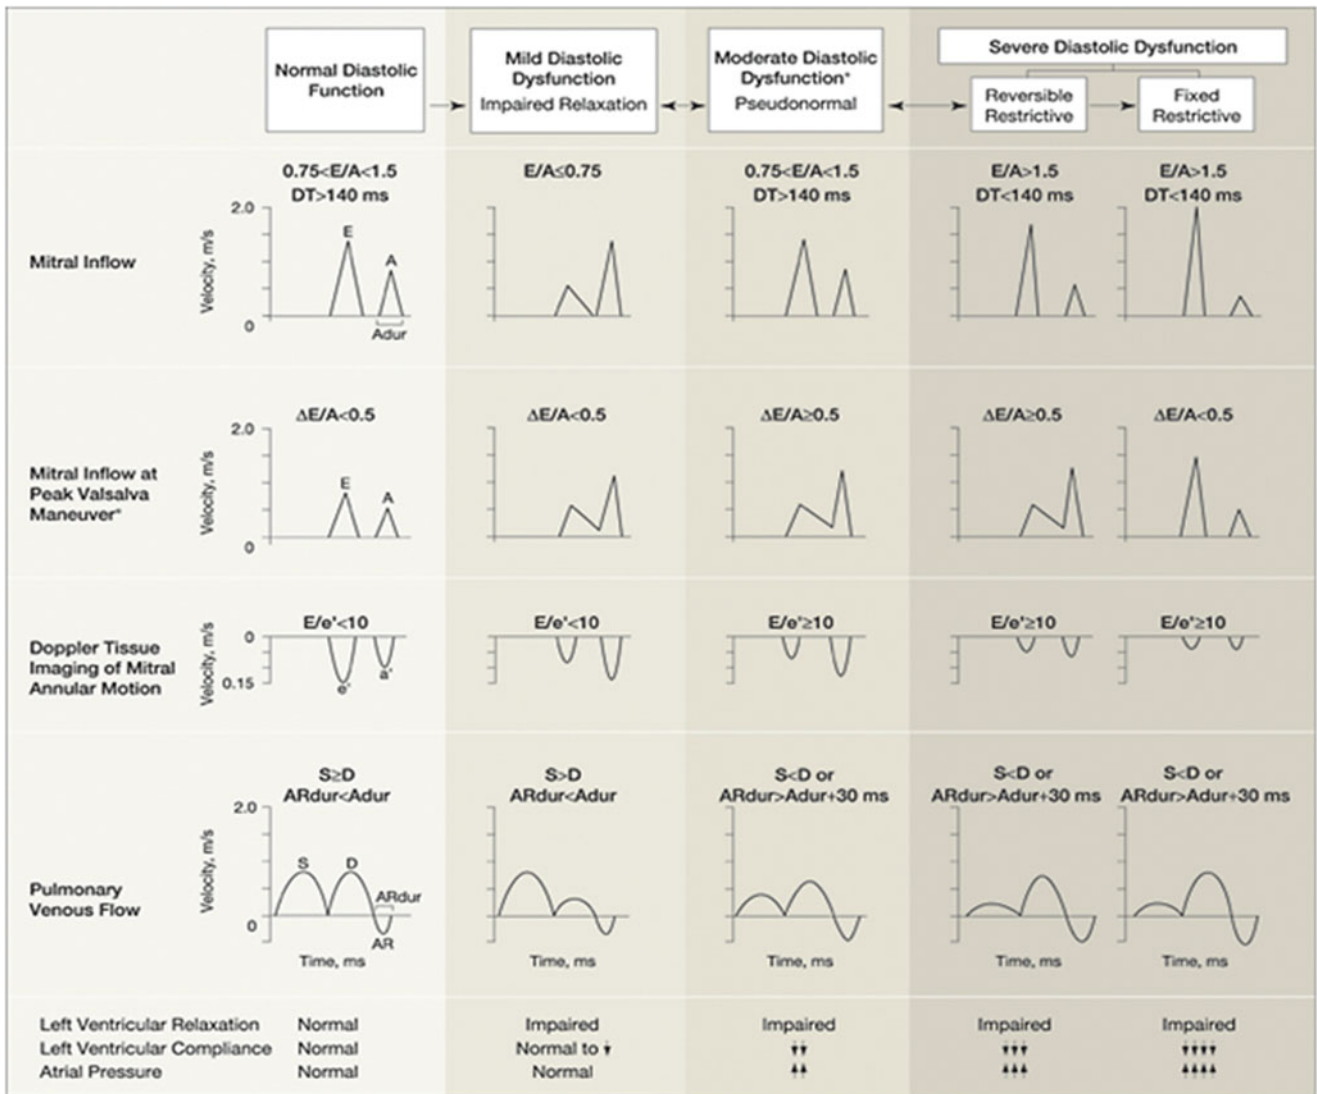 Normal Diastolic
Function
Mild Diastolic
Dysfunction
Impaired Relaxation
Moderate Diastolic
Dysfunction*
Pseudonormal
Severe Diastolic Dysfunction
Reversible
Restrictive
Fixed
Restrictive
Mitral Inflow
Velocity, m/s
2.0
0
0.75<E/A<1.5
DT>140 ms
E
A
Adur
E/A≤0.75
0.75<E/A<1.5
DT>140 ms
E/A>1.5
DT<140 ms
E/A>1.5
DT<140 ms
Mitral Inflow at
Peak Valsalva
Maneuver*
Velocity, m/s
2.0
0
ΔE/A<0.5
E
A
ΔE/A<0.5
ΔE/A≥0.5
ΔE/A≥0.5
ΔE/A<0.5
Doppler Tissue
Imaging of Mitral
Annular Motion
Velocity, m/s
0
0.15
E/e'<10
e'
a'
E/e'<10
E/e'≥10
E/e'≥10
E/e'≥10
Pulmonary
Venous Flow
Velocity, m/s
2.0
0
S≥D
ARdur<Adur
S
D
ARdur
AR
Time, ms
S>D
ARdur<Adur
Time, ms
S<D or
ARdur>Adur+30 ms
Time, ms
S<D or
ARdur>Adur+30 ms
Time, ms
S<D or
ARdur>Adur+30 ms
Time, ms
Left Ventricular Relaxation Normal Impaired Impaired Impaired Impaired
Left Ventricular Compliance Normal Normal to ↓ ↓↓ ↓↓↓ ↓↓↓↓
Atrial Pressure Normal Normal ↑↑ ↑↑↑ ↑↑↑↑